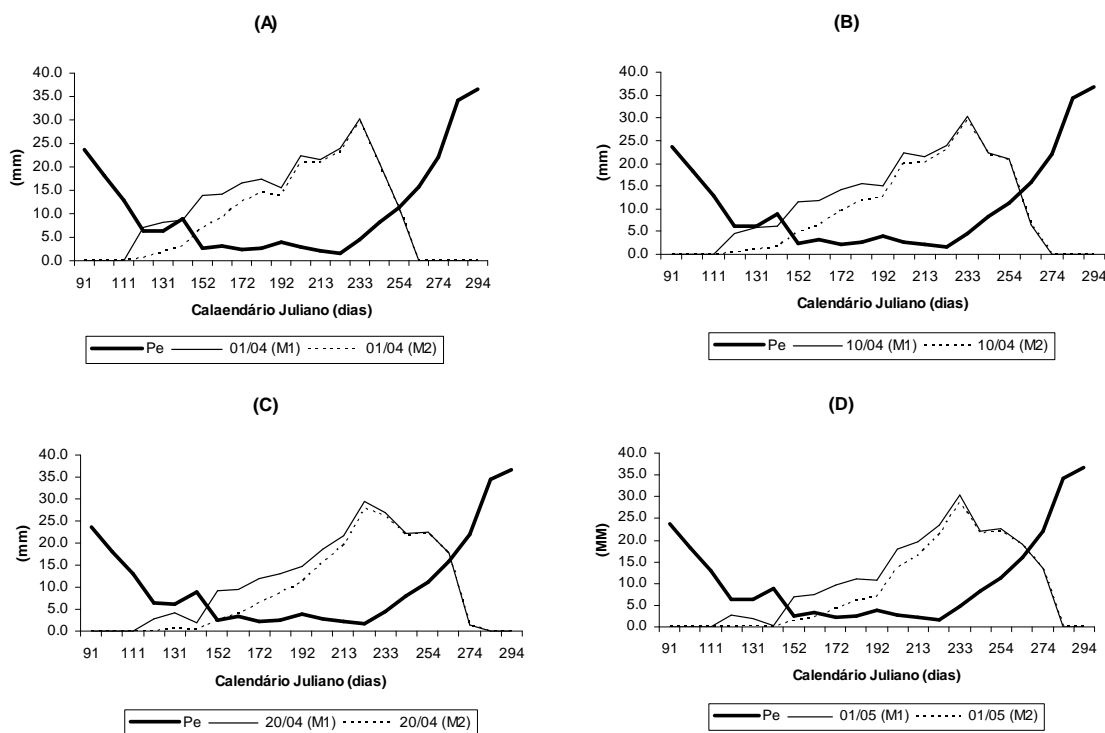 (A)
(mm)
40.0
35.0
30.0
25.0
20.0
15.0
10.0
5.0
0.0
91 111 131 152 172 192 213 233 254 274 294
Calaendário Juliano (dias)
Pe 01/04 (M1) 01/04 (M2)
(B)
(mm)
40.0
35.0
30.0
25.0
20.0
15.0
10.0
5.0
0.0
91 111 131 152 172 192 213 233 254 274 294
Calendário Juliano (dias)
Pe 10/04 (M1) 10/04 (M2)
(C)
(mm)
40.0
35.0
30.0
25.0
20.0
15.0
10.0
5.0
0.0
91 111 131 152 172 192 213 233 254 274 294
Calendário Juliano (dias)
Pe 20/04 (M1) 20/04 (M2)
(D)
(MM)
40.0
35.0
30.0
25.0
20.0
15.0
10.0
5.0
0.0
91 111 131 152 172 192 213 233 254 274 294
Calendário Juliano (dias)
Pe 01/05 (M1) 01/05 (M2)